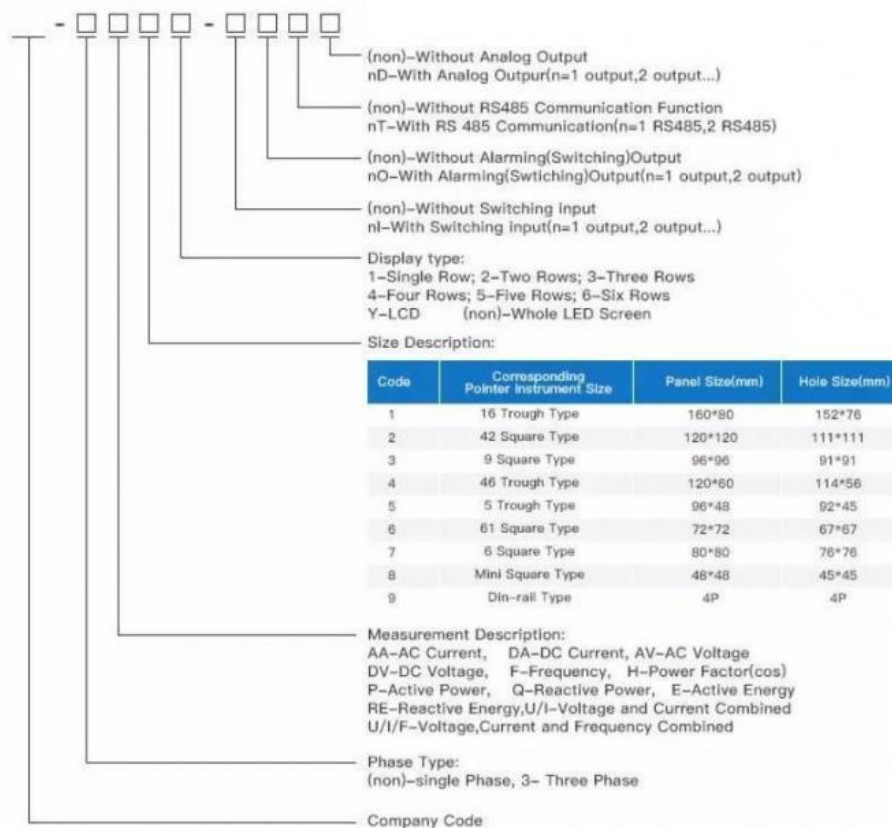 (non)-Without Analog Output
nD-With Analog Outpur(n=1 output,2 output...)
(non)-Without RS485 Communication Function
nT-With RS 485 Communication(n=1 RS485,2 RS485)
(non)-Without Alarming(Switching)Output
nO-With Alarming(Swtiching)Output(n=1 output,2 output)
(non)-Without Switching input
nI-With Switching input(n=1 output,2 output...)
Display type:
1-Single Row; 2-Two Rows; 3-Three Rows
4-Four Rows; 5-Five Rows; 6-Six Rows
Y-LCD (non)-Whole LED Screen
Size Description:
Code Corresponding Pointer Instrument Size Panel Size(mm) Hole Size(mm)
1 16 Trough Type 160*80 152*76
2 42 Square Type 120*120 111*111
3 9 Square Type 96*96 91*91
4 46 Trough Type 120*60 114*56
5 5 Trough Type 96*48 92*45
6 61 Square Type 72*72 67*67
7 6 Square Type 80*80 76*76
8 Mini Square Type 48*48 45*45
9 Din-rail Type 4P 4P
Measurement Description:
AA-AC Current, DA-DC Current, AV-AC Voltage
DV-DC Voltage, F-Frequency, H-Power Factor(cos)
P-Active Power, Q-Reactive Power, E-Active Energy
RE-Reactive Energy,U/I-Voltage and Current Combined
U/I/F-Voltage,Current and Frequency Combined
Phase Type:
(non)-single Phase, 3- Three Phase
Company Code